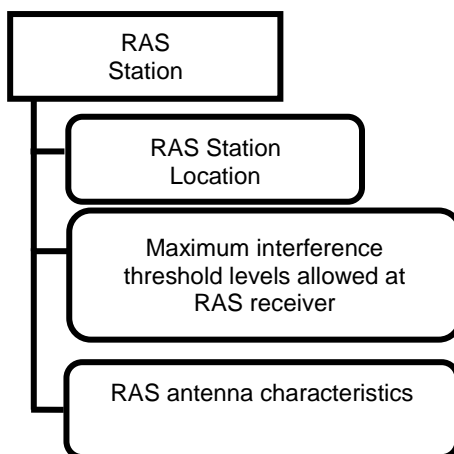 RAS
Station
RAS Station
Location
Maximum interference
threshold levels allowed at
RAS receiver
RAS antenna characteristics